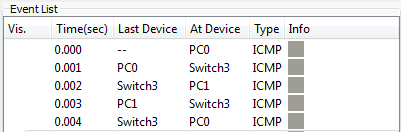 Event List
Vis. Time(sec) Last Device At Device Type Info
0.000 -- PC0 ICMP
0.001 PC0 Switch3 ICMP
0.002 Switch3 PC1 ICMP
0.003 PC1 Switch3 ICMP
0.004 Switch3 PC0 ICMP